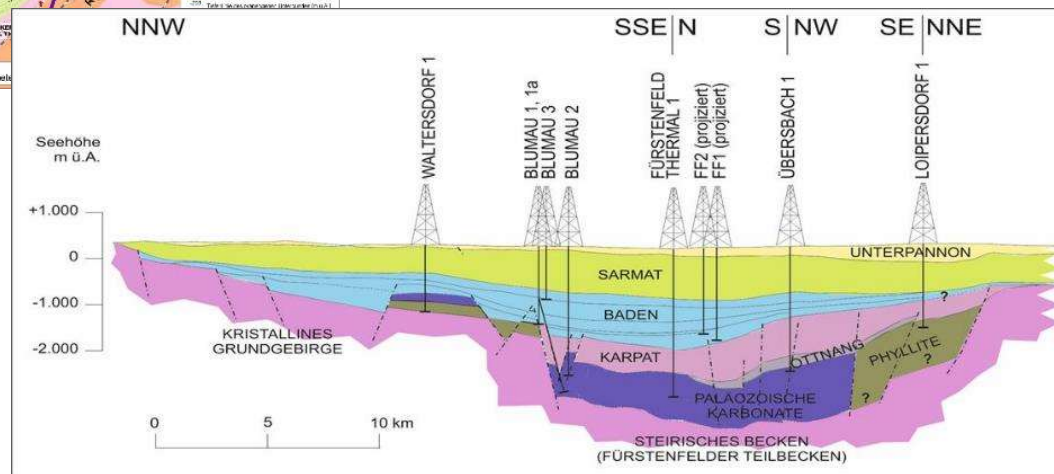 NNW
SSE N
S NW
SE NNE
Seehöhe
m ü.A.
+1.000
0
-1.000
-2.000
WALTERSDORF 1
BLUMAU 1, 1a
BLUMAU 3
BLUMAU 2
FÜRSTENFELD
THERMAL 1
FF2 (projiziert)
FF1 (projiziert)
ÜBERSBACH 1
LOIPERSDORF 1
UNTERPANNON
SARMAT
?
BADEN
KRISTALLINES
GRUNDGEBIRGE
KARPAT
OTTNANG
PHYLLITE
?
?
PALÄOZOISCHE
KARBONATE
0 5 10 km
STEIRISCHES BECKEN
(FÜRSTENFELDER TEILBECKEN)